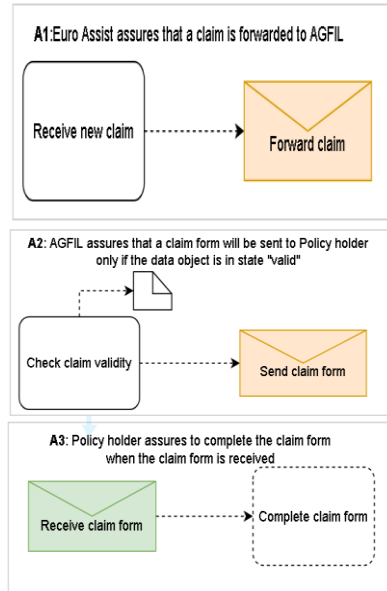 A1:Euro Assist assures that a claim is forwarded to AGFIL
Receive new claim
Forward claim
A2: AGFIL assures that a claim form will be sent to Policy holder
only if the data object is in state "valid"
Check claim validity
Send claim form
A3: Policy holder assures to complete the claim form
when the claim form is received
Receive claim form
Complete claim form